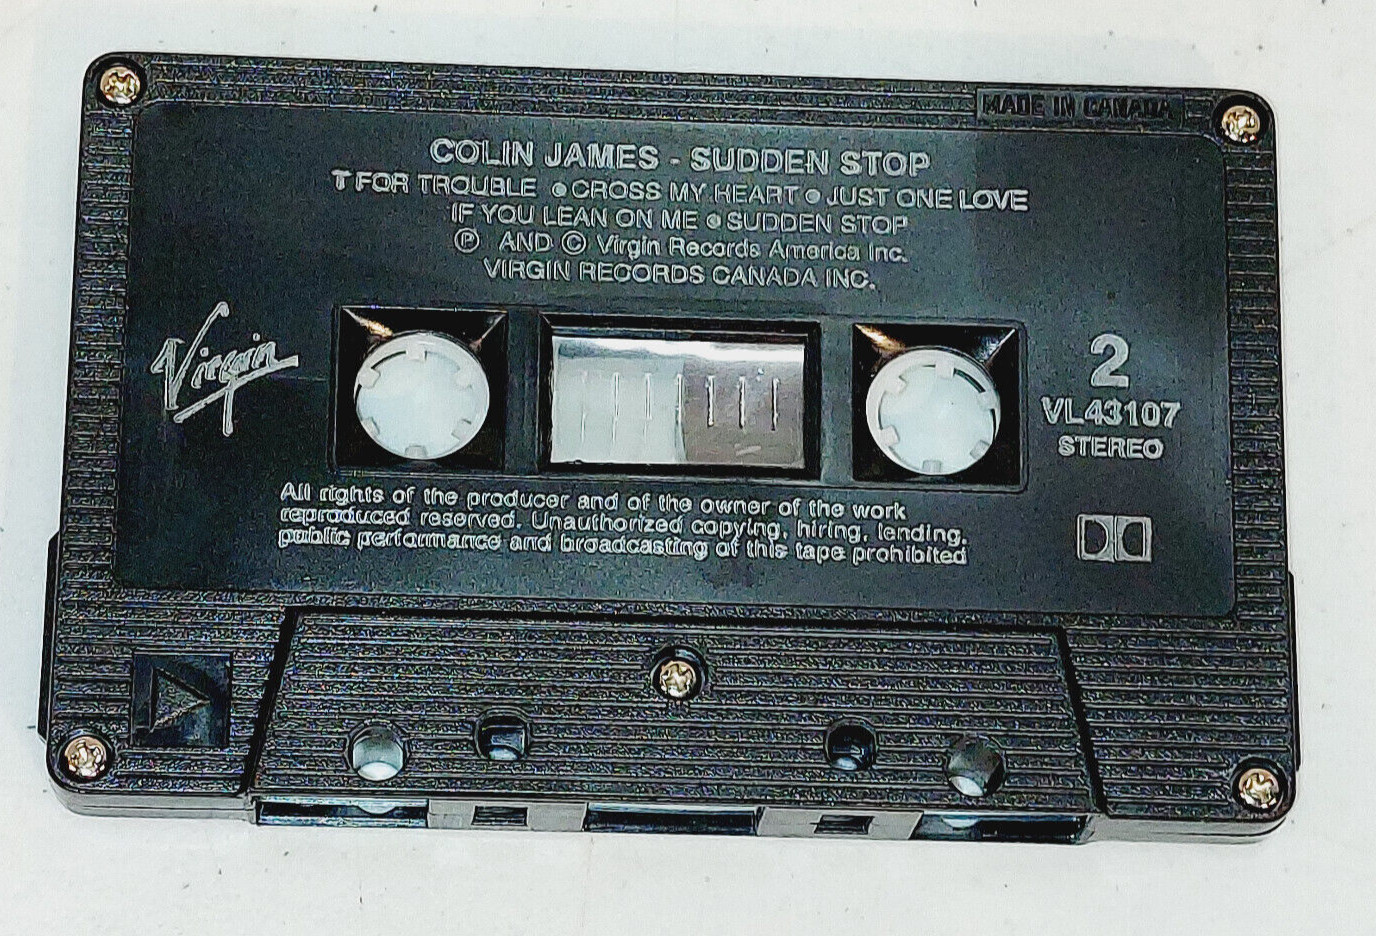 MADE IN CANADA
COLIN JAMES - SUDDEN STOP
T FOR TROUBLE ● CROSS MY HEART ● JUST ONE LOVE
IF YOU LEAN ON ME ● SUDDEN STOP
Ⓟ AND © Virgin Records America Inc.
VIRGIN RECORDS CANADA INC.
Virgin
2
VL43107
STEREO
All rights of the producer and of the owner of the work
reproduced reserved. Unauthorized copying, hiring, lending,
public performance and broadcasting of this tape prohibited